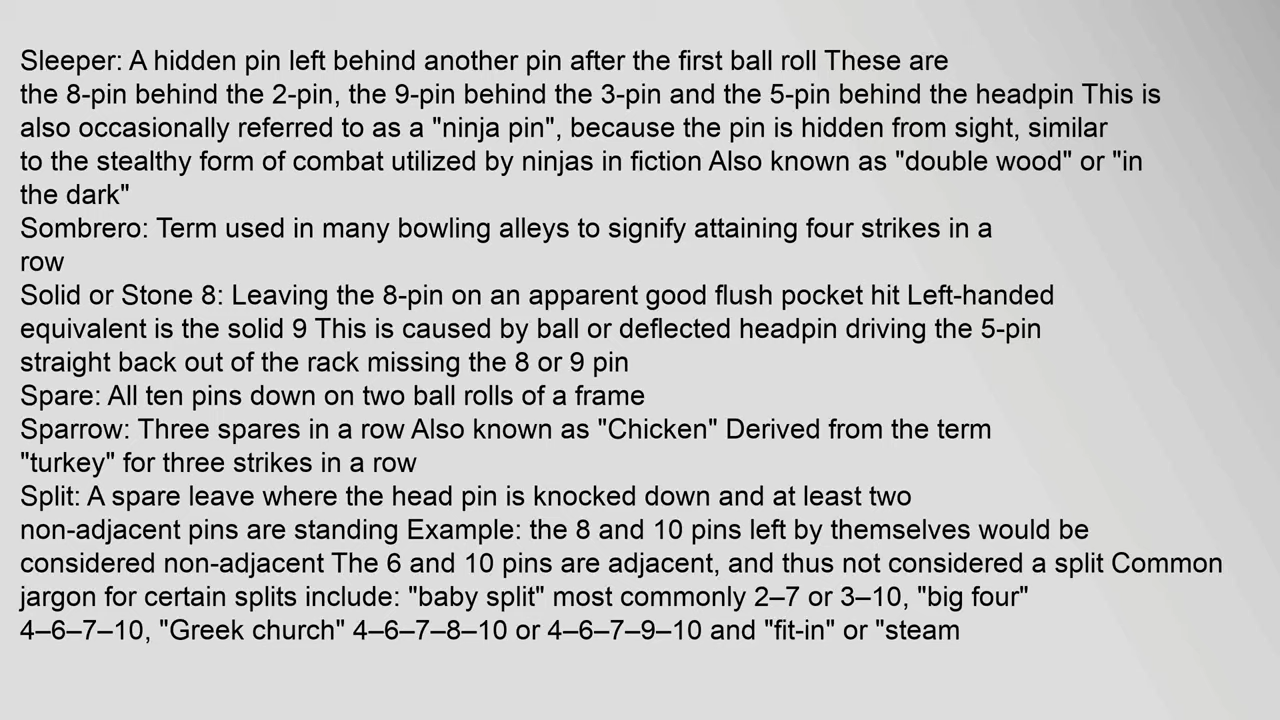 Sleeper: A hidden pin left behind another pin after the first ball roll These are
the 8-pin behind the 2-pin, the 9-pin behind the 3-pin and the 5-pin behind the headpin This is
also occasionally referred to as a "ninja pin", because the pin is hidden from sight, similar
to the stealthy form of combat utilized by ninjas in fiction Also known as "double wood" or "in
the dark"
Sombrero: Term used in many bowling alleys to signify attaining four strikes in a
row
Solid or Stone 8: Leaving the 8-pin on an apparent good flush pocket hit Left-handed
equivalent is the solid 9 This is caused by ball or deflected headpin driving the 5-pin
straight back out of the rack missing the 8 or 9 pin
Spare: All ten pins down on two ball rolls of a frame
Sparrow: Three spares in a row Also known as "Chicken" Derived from the term
"turkey" for three strikes in a row
Split: A spare leave where the head pin is knocked down and at least two
non-adjacent pins are standing Example: the 8 and 10 pins left by themselves would be
considered non-adjacent The 6 and 10 pins are adjacent, and thus not considered a split Common
jargon for certain splits include: "baby split" most commonly 2–7 or 3–10, "big four"
4–6–7–10, "Greek church" 4–6–7–8–10 or 4–6–7–9–10 and "fit-in" or "steam